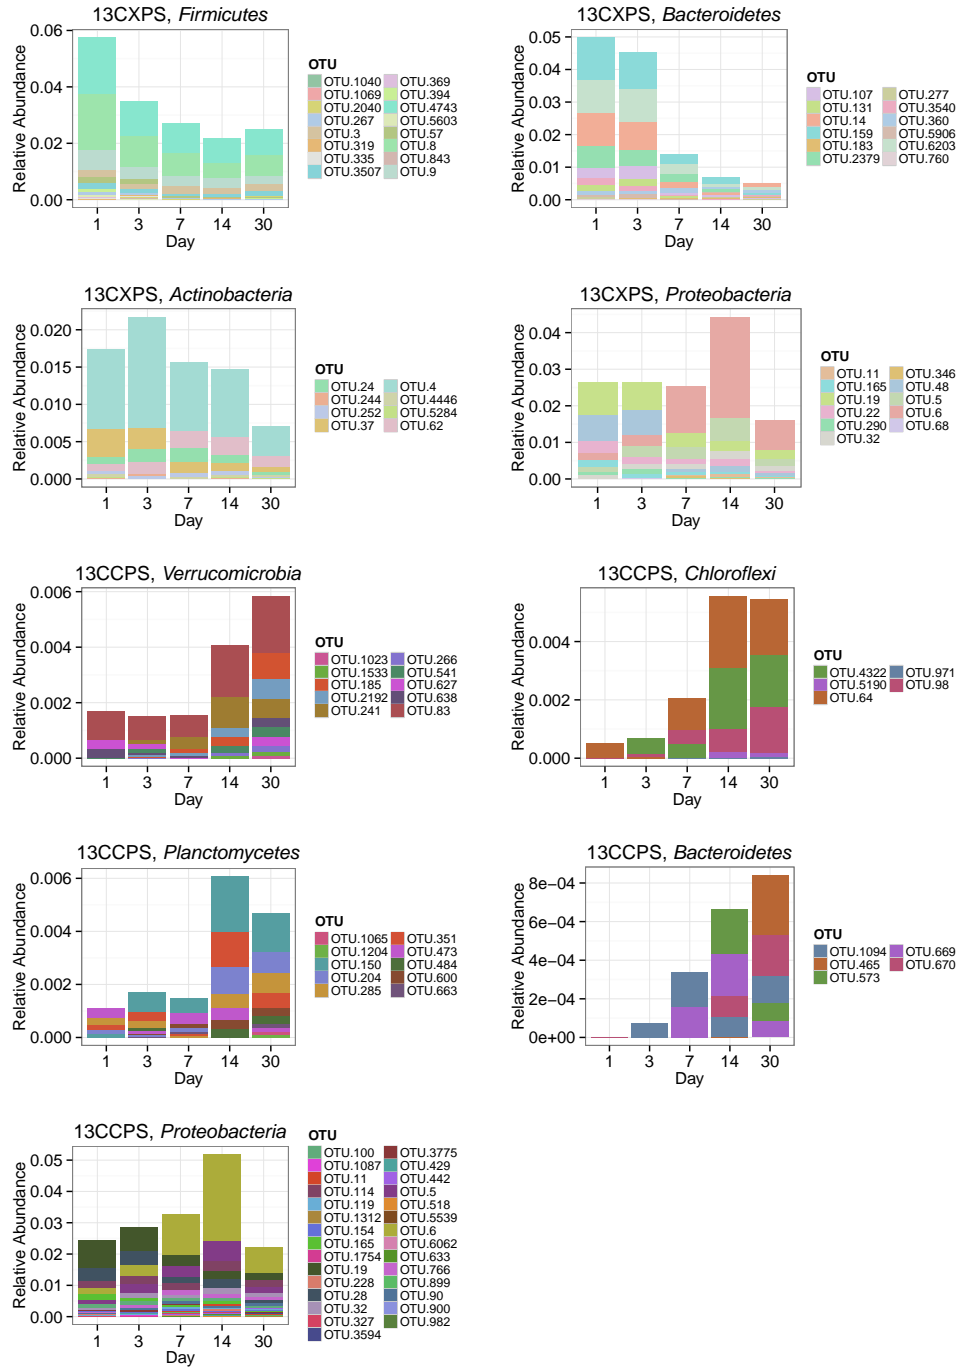 13CXPS, Firmicutes
Relative Abundance
0.06
0.04
0.02
0.00
1 3 7 14 30
Day
OTU
OTU.1040 OTU.369
OTU.1069 OTU.394
OTU.2040 OTU.4743
OTU.267 OTU.5603
OTU.3 OTU.57
OTU.319 OTU.8
OTU.335 OTU.843
OTU.3507 OTU.9
13CXPS, Bacteroidetes
Relative Abundance
0.05
0.04
0.03
0.02
0.01
0.00
1 3 7 14 30
Day
OTU
OTU.107 OTU.277
OTU.131 OTU.3540
OTU.14 OTU.360
OTU.159 OTU.5906
OTU.183 OTU.6203
OTU.2379 OTU.760
13CXPS, Actinobacteria
Relative Abundance
0.020
0.015
0.010
0.005
0.000
1 3 7 14 30
Day
OTU
OTU.24 OTU.4
OTU.244 OTU.4446
OTU.252 OTU.5284
OTU.37 OTU.62
13CXPS, Proteobacteria
Relative Abundance
0.04
0.03
0.02
0.01
0.00
1 3 7 14 30
Day
OTU
OTU.11 OTU.346
OTU.165 OTU.48
OTU.19 OTU.5
OTU.22 OTU.6
OTU.290 OTU.68
OTU.32
13CCPS, Verrucomicrobia
Relative Abundance
0.006
0.004
0.002
0.000
1 3 7 14 30
Day
OTU
OTU.1023 OTU.266
OTU.1533 OTU.541
OTU.185 OTU.627
OTU.2192 OTU.638
OTU.241 OTU.83
13CCPS, Chloroflexi
Relative Abundance
0.004
0.002
0.000
1 3 7 14 30
Day
OTU
OTU.4322 OTU.971
OTU.5190 OTU.98
OTU.64
13CCPS, Planctomycetes
Relative Abundance
0.006
0.004
0.002
0.000
1 3 7 14 30
Day
OTU
OTU.1065 OTU.351
OTU.1204 OTU.473
OTU.150 OTU.484
OTU.204 OTU.600
OTU.285 OTU.663
13CCPS, Bacteroidetes
Relative Abundance
8e−04
6e−04
4e−04
2e−04
0e+00
1 3 7 14 30
Day
OTU
OTU.1094 OTU.669
OTU.465 OTU.670
OTU.573
13CCPS, Proteobacteria
Relative Abundance
0.05
0.04
0.03
0.02
0.01
0.00
1 3 7 14 30
Day
OTU
OTU.100 OTU.3775
OTU.1087 OTU.429
OTU.11 OTU.442
OTU.114 OTU.5
OTU.119 OTU.518
OTU.1312 OTU.5539
OTU.154 OTU.6
OTU.165 OTU.6062
OTU.1754 OTU.633
OTU.19 OTU.766
OTU.228 OTU.899
OTU.28 OTU.90
OTU.32 OTU.900
OTU.327 OTU.982
OTU.3594